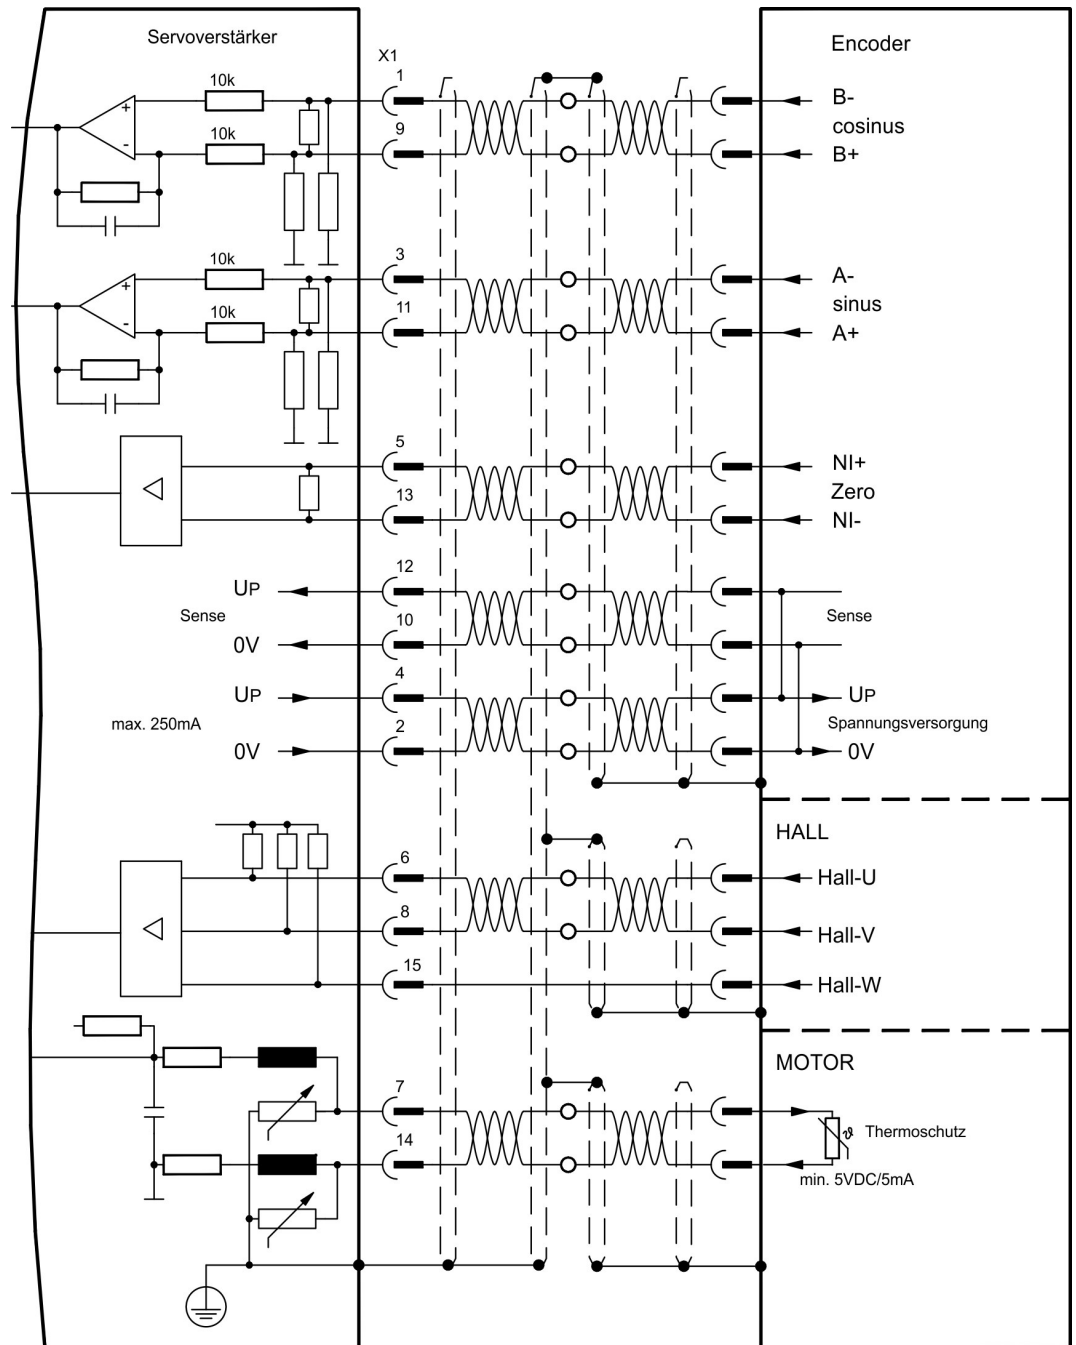 Servoverstärker
X1
Encoder
10k
1
B-
cosinus
10k
9
B+
10k
3
A-
sinus
10k
11
A+
5
NI+
Zero
13
NI-
UP
12
Sense
Sense
0V
10
UP
4
UP
max. 250mA
Spannungsversorgung
0V
2
0V
HALL
6
Hall-U
8
Hall-V
15
Hall-W
MOTOR
7
ϑ Thermoschutz
14
min. 5VDC/5mA